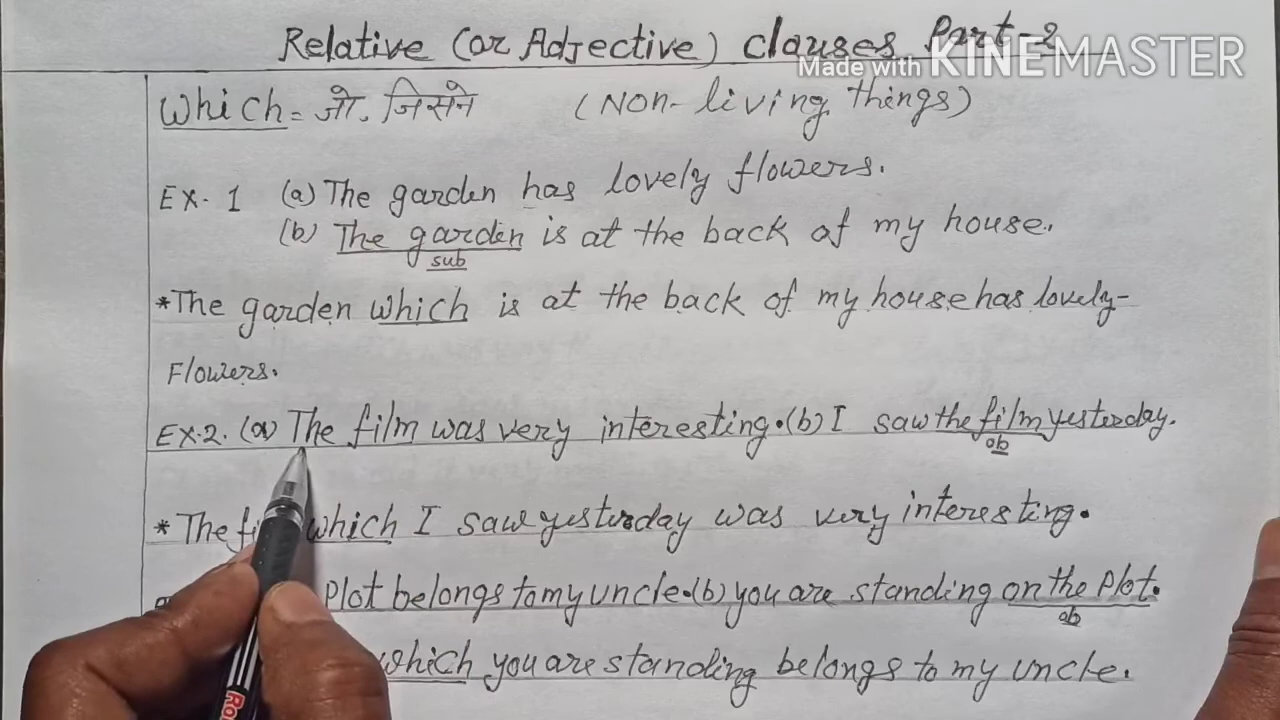 Relative (or Adjective) clauses Part-2
Made with KINEMASTER
Which = जो, जिसने (Non-living things)
EX. 1 (a) The garden has lovely flowers.
(b) The garden is at the back of my house.
sub
*The garden which is at the back of my house has lovely-
Flowers.
EX.2. (a) The film was very interesting. (b) I saw the film yesterday.
ob
* The which I saw yesterday was very interesting.
Plot belongs to my uncle. (b) you are standing on the Plot.
ob
which you are standing belongs to my uncle.